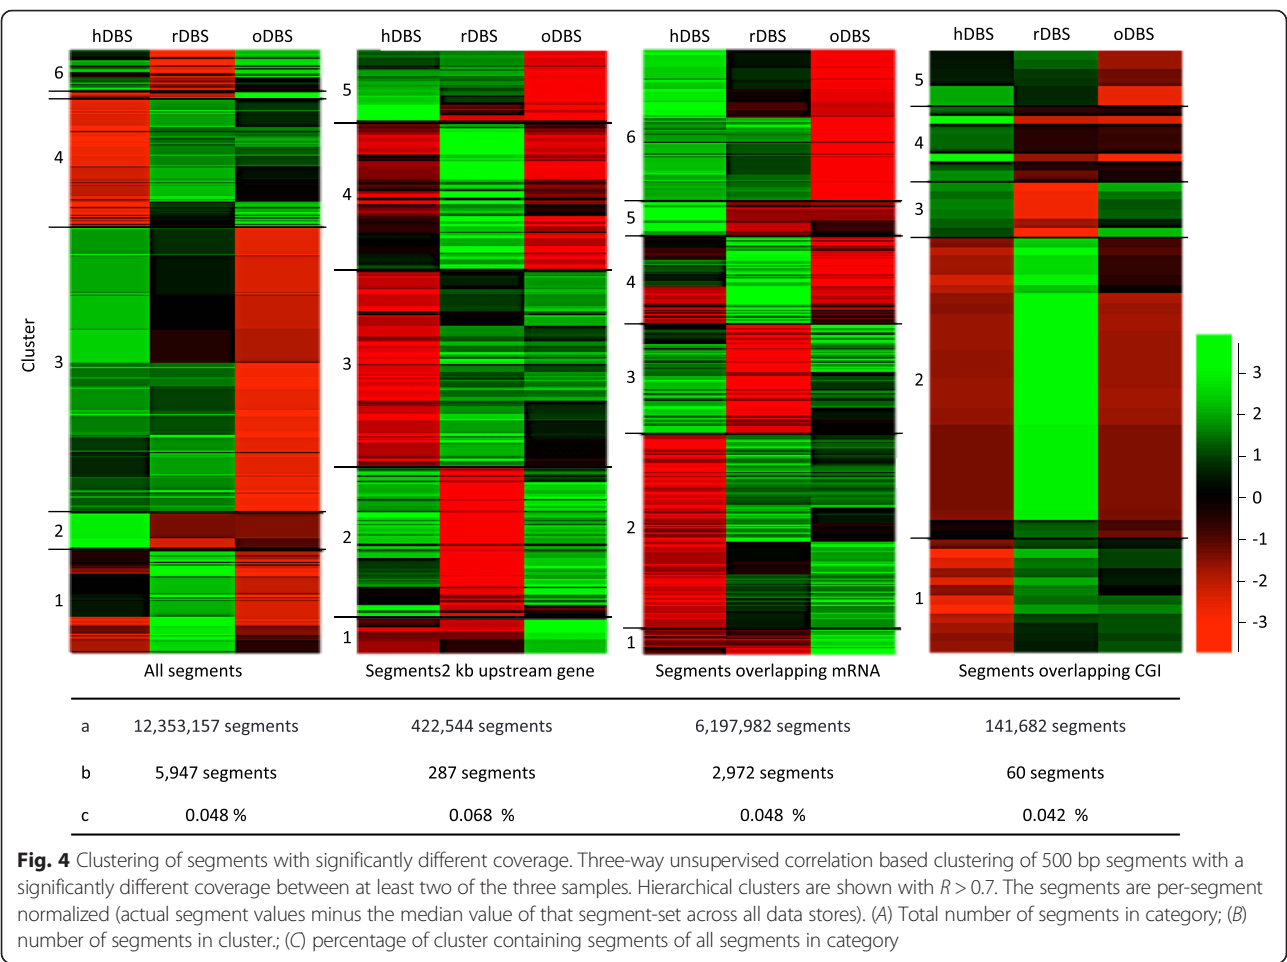 hDBS rDBS oDBS hDBS rDBS oDBS hDBS rDBS oDBS hDBS rDBS oDBS
Cluster
6
4
3
2
1
5
4
3
2
1
6
5
4
3
2
1
5
4
3
2
1
3
2
1
0
-1
-2
-3
All segments Segments2 kb upstream gene Segments overlapping mRNA Segments overlapping CGI
a 12,353,157 segments 422,544 segments 6,197,982 segments 141,682 segments
b 5,947 segments 287 segments 2,972 segments 60 segments
c 0.048 % 0.068 % 0.048 % 0.042 %
Fig. 4 Clustering of segments with significantly different coverage. Three-way unsupervised correlation based clustering of 500 bp segments with a
significantly different coverage between at least two of the three samples. Hierarchical clusters are shown with R > 0.7. The segments are per-segment
normalized (actual segment values minus the median value of that segment-set across all data stores). (A) Total number of segments in category; (B)
number of segments in cluster.; (C) percentage of cluster containing segments of all segments in category